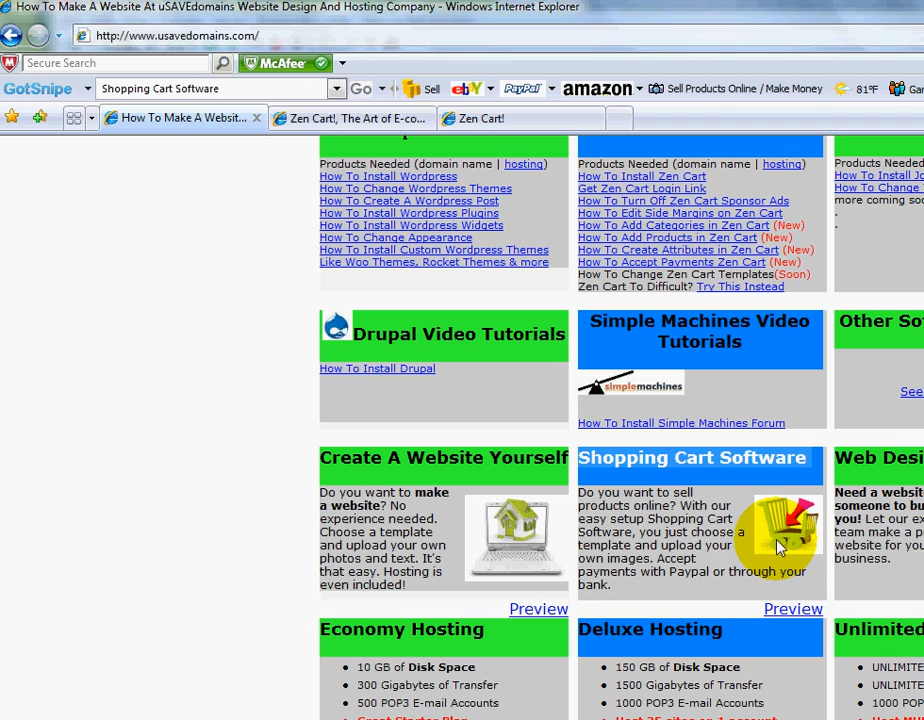 How To Make A Website At uSAVEdomains Website Design And Hosting Company - Windows Internet Explorer
http://www.usavedomains.com/
Secure Search
McAfee
GotSnipe
Shopping Cart Software
Go
Sell
ebY
PayPal
amazon
Sell Products Online / Make Money
81°F
Gar
How To Make A Websit...
Zen Cart!, The Art of E-co...
Zen Cart!
Products Needed (domain name | hosting)
How To Install Wordpress
How To Change Wordpress Themes
How To Create A Wordpress Post
How To Install Wordpress Plugins
How To Install Wordpress Widgets
How To Change Appearance
How To Install Custom Wordpress Themes
Like Woo Themes, Rocket Themes & more
Products Needed (domain name | hosting)
How To Install Zen Cart
Get Zen Cart Login Link
How To Turn Off Zen Cart Sponsor Ads
How To Edit Side Margins on Zen Cart
How To Add Categories in Zen Cart (New)
How To Add Products in Zen Cart (New)
How To Create Attributes in Zen Cart (New)
How To Accept Payments Zen Cart (New)
How To Change Zen Cart Templates(Soon)
Zen Cart To Difficult? Try This Instead
Products Needed
How To Install Jo
How To Change
more coming soo
.
.
Drupal Video Tutorials
How To Install Drupal
Simple Machines Video
Tutorials
simplemachines
How To Install Simple Machines Forum
Other So
See
Create A Website Yourself
Do you want to make
a website? No
experience needed.
Choose a template
and upload your own
photos and text. It's
that easy. Hosting is
even included!
Preview
Shopping Cart Software
Do you want to sell
products online? With our
easy setup Shopping Cart
Software, you just choose a
template and upload your
own images. Accept
payments with Paypal or through your
bank.
Preview
Web Desi
Need a websit
someone to bu
you! Let our ex
team make a pr
website for you
business.
Economy Hosting
10 GB of Disk Space
300 Gigabytes of Transfer
500 POP3 E-mail Accounts
Great Starter Plan
Deluxe Hosting
150 GB of Disk Space
1500 Gigabytes of Transfer
1000 POP3 E-mail Accounts
Host 25 sites on 1 account
Unlimited
UNLIMITE
UNLIMITE
1000 POP